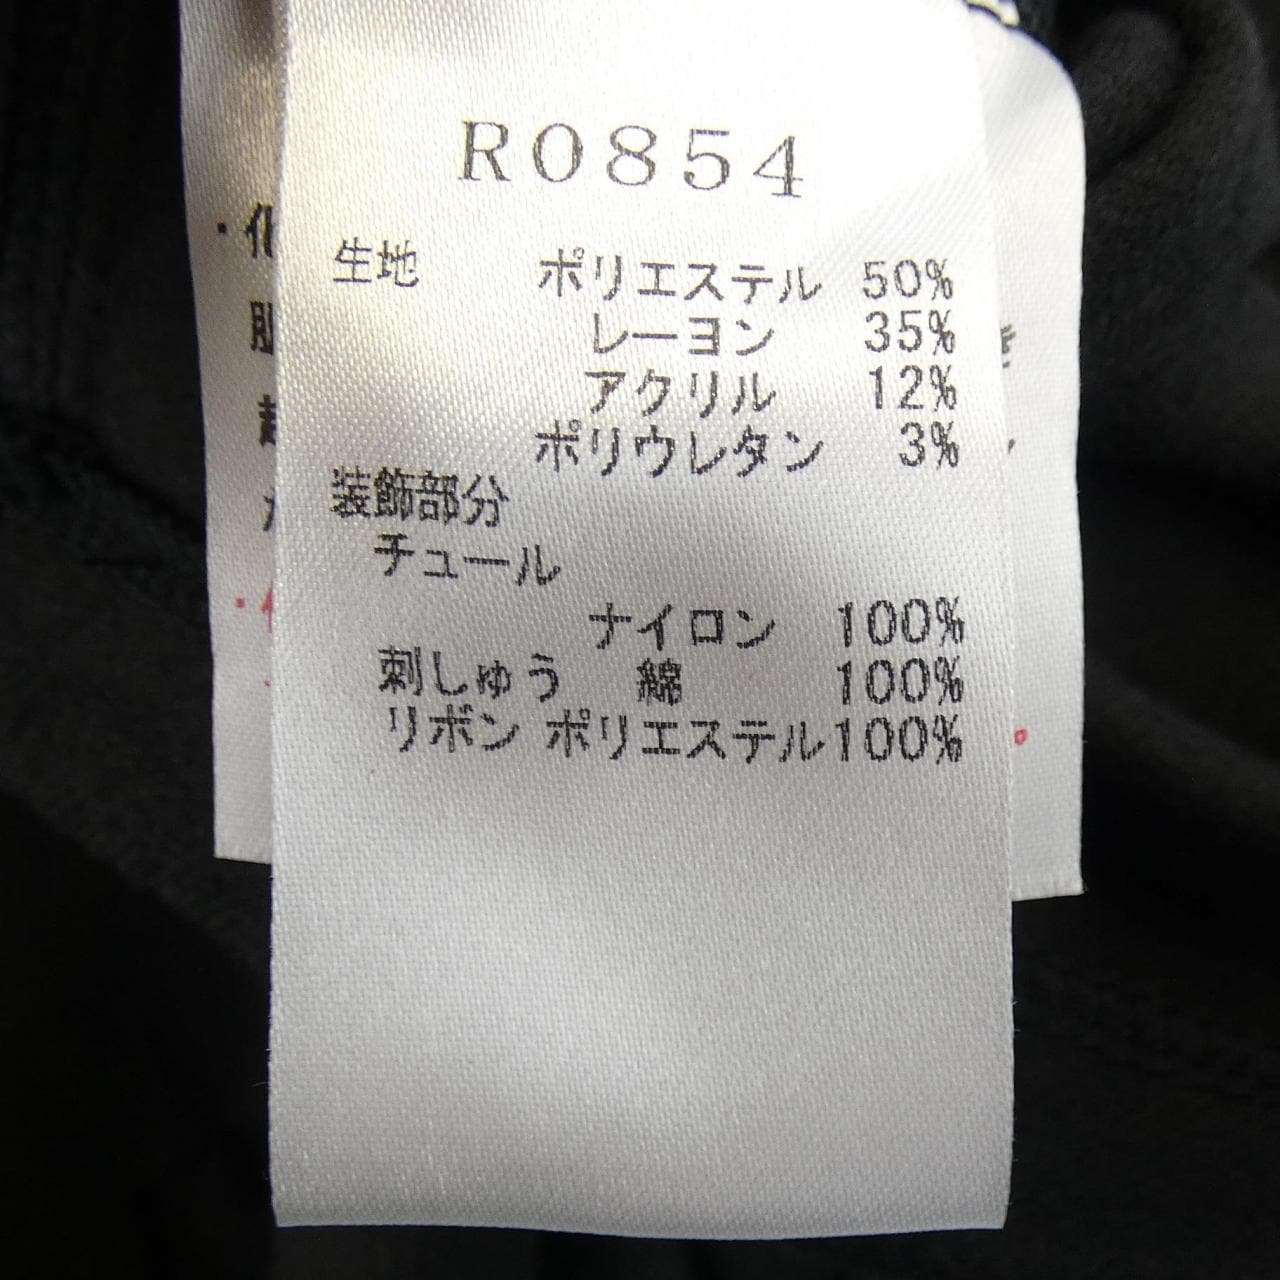 R0854
生地 ポリエステル 50%
レーヨン 35%
アクリル 12%
ポリウレタン 3%
装飾部分
チュール
ナイロン 100%
刺しゅう 綿 100%
リボン ポリエステル100%